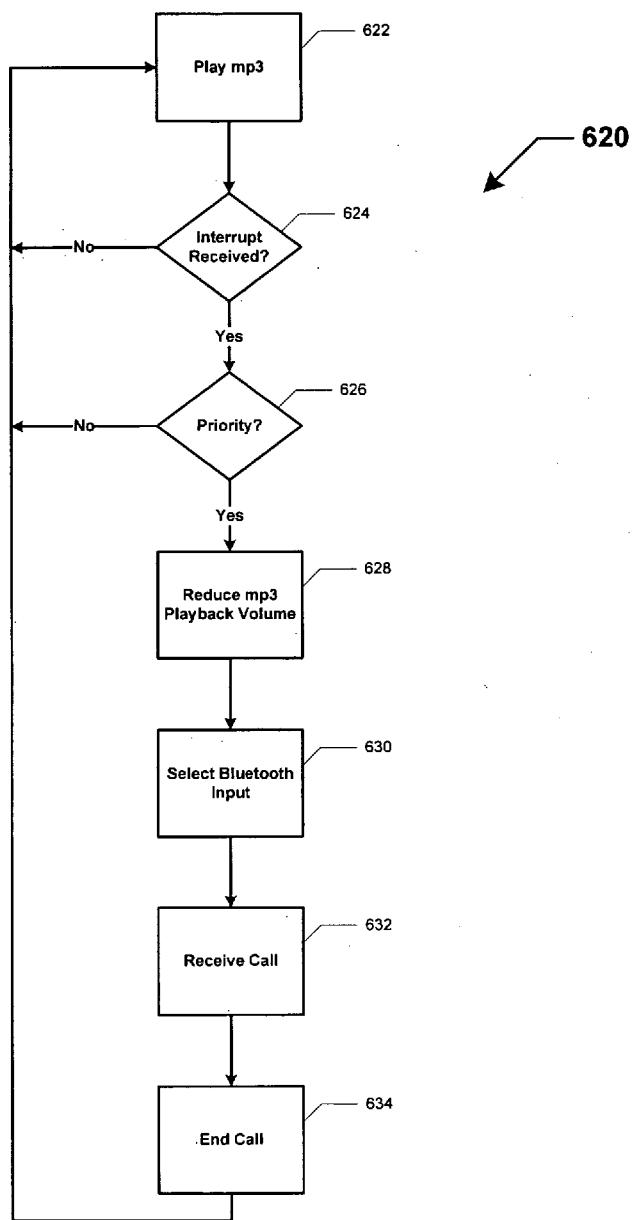 622
Play mp3
620
624
Interrupt
Received?
No
Yes
626
Priority?
No
Yes
628
Reduce mp3
Playback Volume
630
Select Bluetooth
Input
632
Receive Call
634
End Call